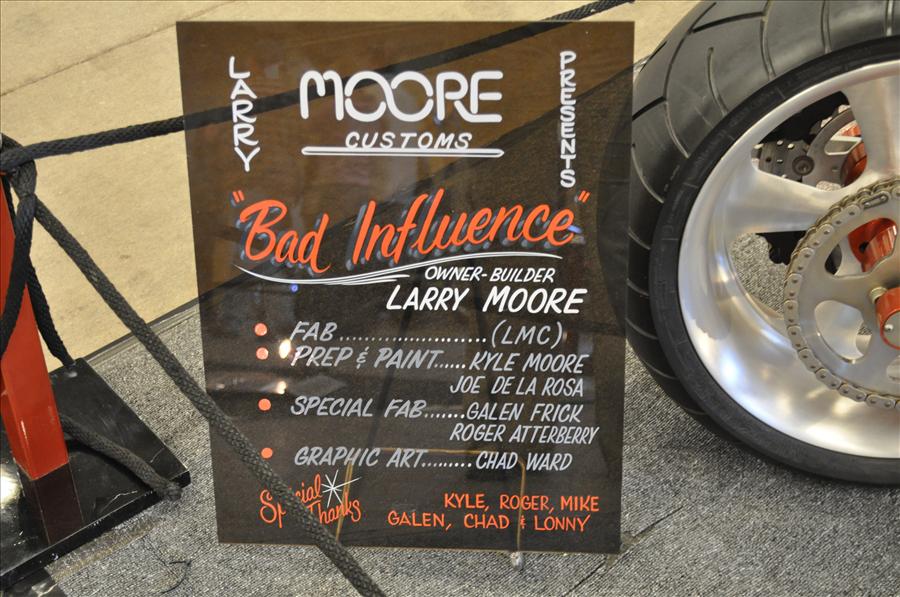 LARRY
MOORE
CUSTOMS
PRESENTS
"Bad Influence"
OWNER-BUILDER
LARRY MOORE
FAB........................(LMC)
PREP & PAINT......KYLE MOORE
JOE DE LA ROSA
SPECIAL FAB.......GALEN FRICK
ROGER ATTERBERRY
GRAPHIC ART.........CHAD WARD
Special Thanks
KYLE, ROGER, MIKE
GALEN, CHAD & LONNY